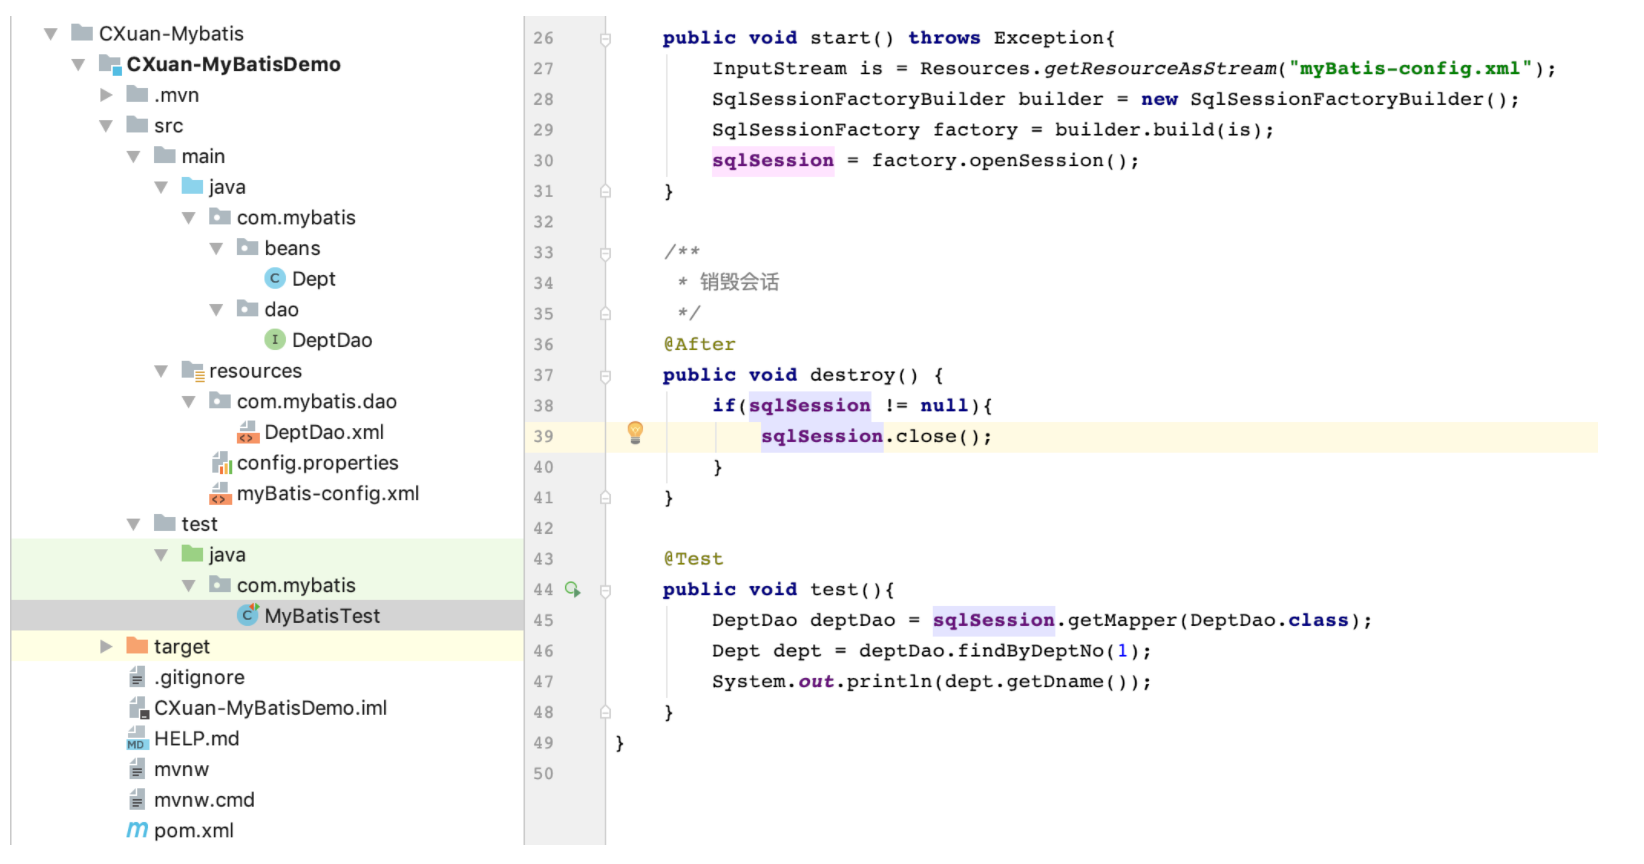 CXuan-Mybatis
CXuan-MyBatisDemo
.mvn
src
main
java
com.mybatis
beans
C Dept
dao
I DeptDao
resources
com.mybatis.dao
<> DeptDao.xml
config.properties
<> myBatis-config.xml
test
java
com.mybatis
C MyBatisTest
target
.gitignore
CXuan-MyBatisDemo.iml
MD HELP.md
mvnw
mvnw.cmd
m pom.xml
26 public void start() throws Exception{
27 InputStream is = Resources.getResourceAsStream("myBatis-config.xml");
28 SqlSessionFactoryBuilder builder = new SqlSessionFactoryBuilder();
29 SqlSessionFactory factory = builder.build(is);
30 sqlSession = factory.openSession();
31 }
32
33 /**
34 * 销毁会话
35 */
36 @After
37 public void destroy() {
38 if(sqlSession != null){
39 sqlSession.close();
40 }
41 }
42
43 @Test
44 public void test(){
45 DeptDao deptDao = sqlSession.getMapper(DeptDao.class);
46 Dept dept = deptDao.findByDeptNo(1);
47 System.out.println(dept.getDname());
48 }
49 }
50